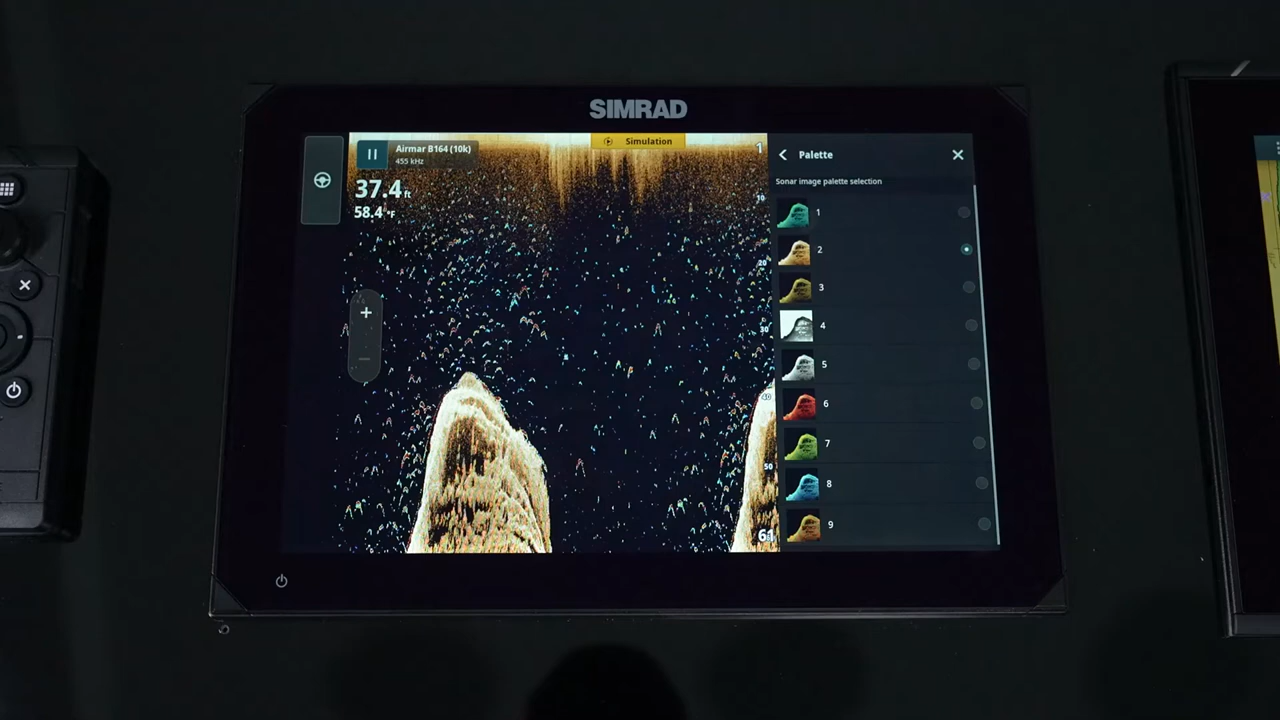 SIMRAD
Simulation
Airmar B164 (10k)
455 kHz
37.4 ft
58.4 °F
10
20
30
40
50
Palette
Sonar image palette selection
1
2
3
4
5
6
7
8
9